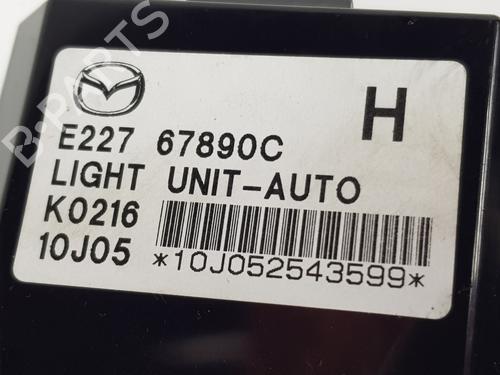 H
E227 67890C
LIGHT UNIT-AUTO
K0216
10J05 *10J052543599*
B-PARTS